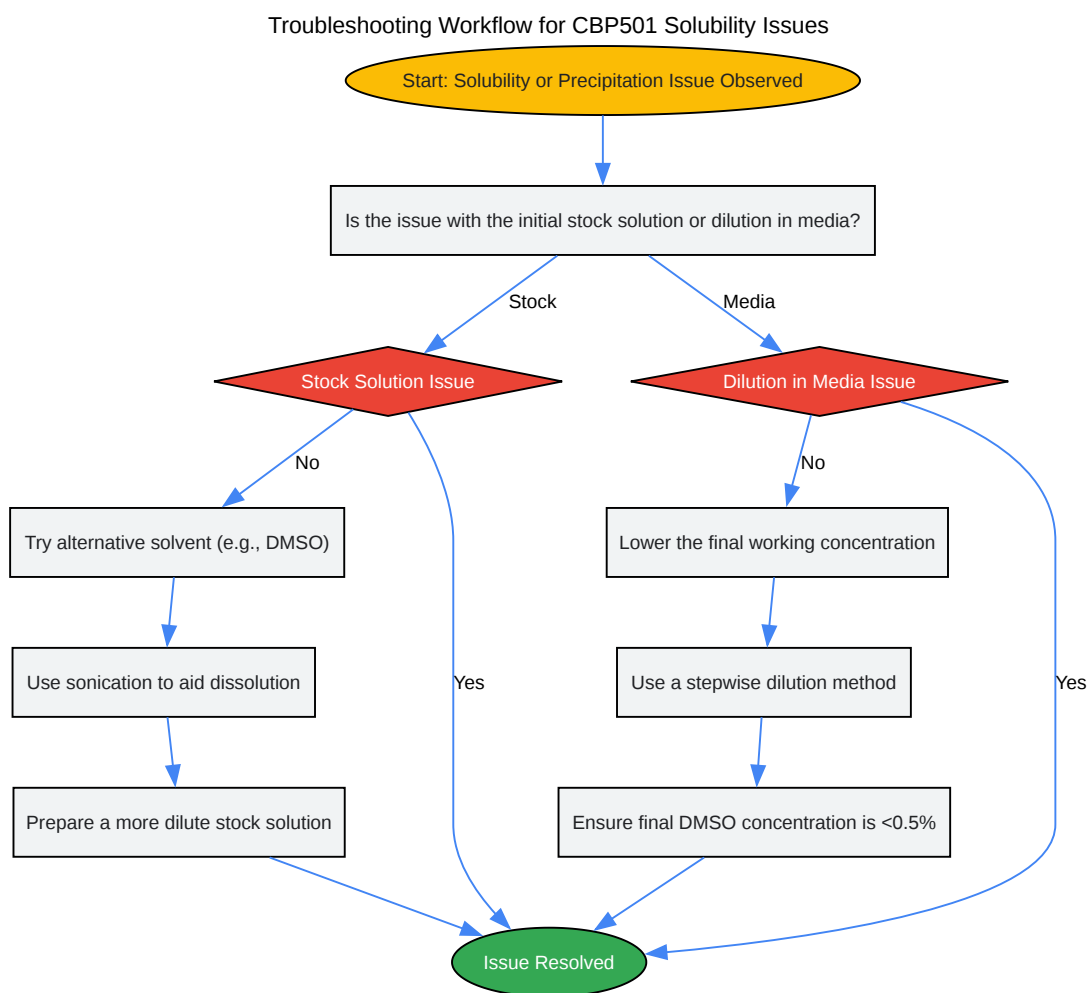 Troubleshooting Workflow for CBP501 Solubility Issues
Start: Solubility or Precipitation Issue Observed
Is the issue with the initial stock solution or dilution in media?
Stock
Media
Stock Solution Issue
Dilution in Media Issue
No
No
Try alternative solvent (e.g., DMSO)
Lower the final working concentration
Use sonication to aid dissolution
Yes
Use a stepwise dilution method
Yes
Prepare a more dilute stock solution
Ensure final DMSO concentration is <0.5%
Issue Resolved